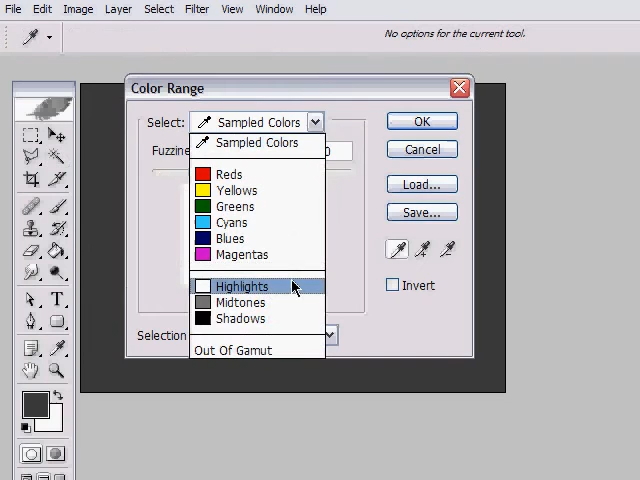 File Edit Image Layer Select Filter View Window Help
No options for the current tool.
Color Range
Select: Sampled Colors
OK
Sampled Colors
Fuzzine 0
Cancel
Reds
Load...
Yellows
Greens
Save...
Cyans
Blues
Magentas
Highlights
Invert
Midtones
Shadows
Selection
Out Of Gamut
T